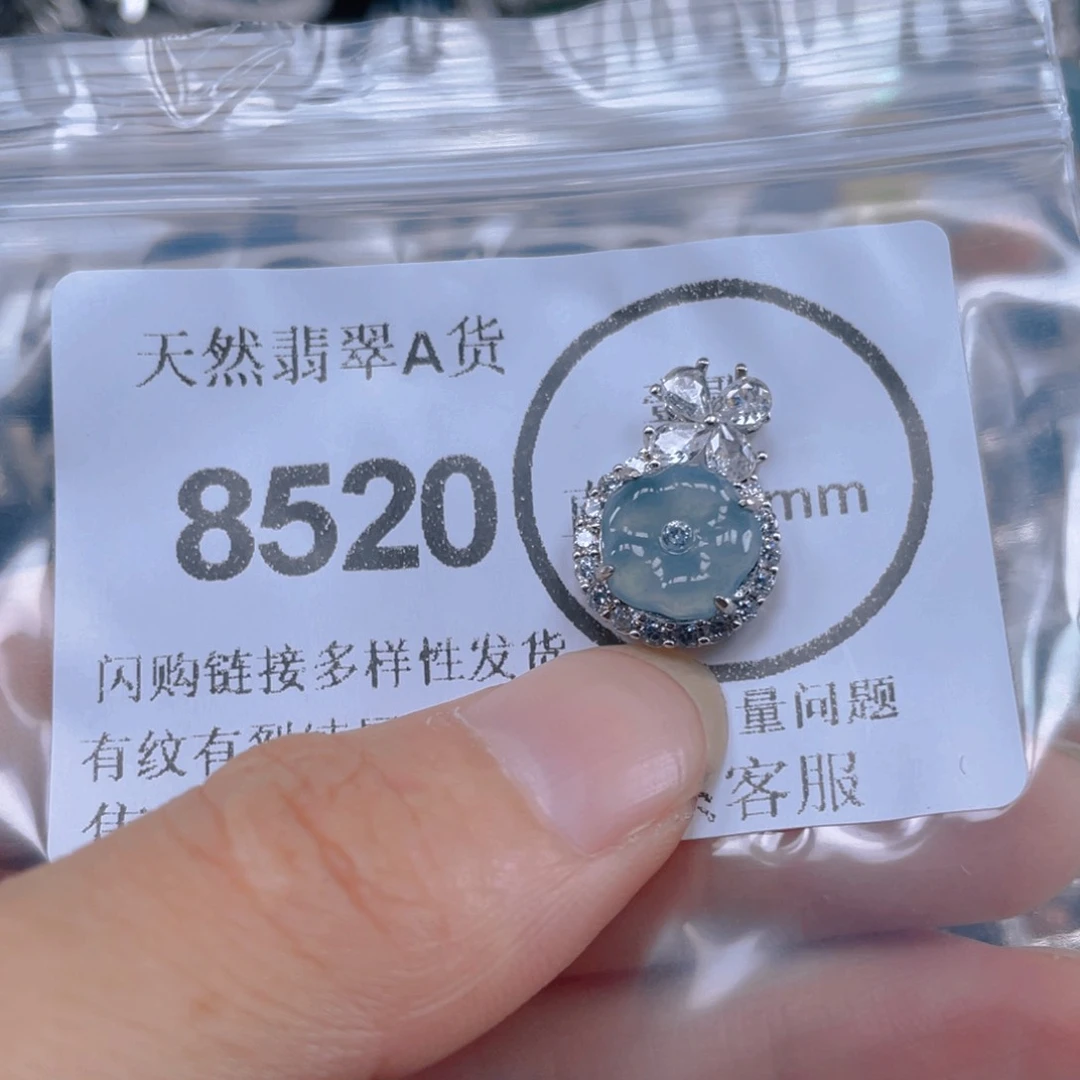 天然翡翠A货
8520
mm
闪购链接多样性发货
有纹有裂
量问题
客服